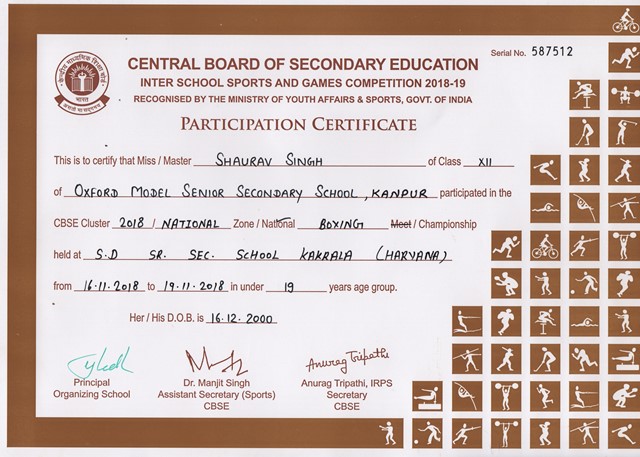 Serial No. 587512
CENTRAL BOARD OF SECONDARY EDUCATION
INTER SCHOOL SPORTS AND GAMES COMPETITION 2018-19
RECOGNISED BY THE MINISTRY OF YOUTH AFFAIRS & SPORTS, GOVT. OF INDIA
भारत
PARTICIPATION CERTIFICATE
This is to certify that Miss / Master SHAURAV SINGH of Class XII
of OXFORD MODEL SENIOR SECONDARY SCHOOL, KANPUR participated in the
CBSE Cluster 2018 / NATIONAL Zone / National BOXING Meet / Championship
held at S.D SR. SEC. SCHOOL KAKRALA (HARYANA)
from 16.11.2018 to 19.11.2018 in under 19 years age group.
Her / His D.O.B. is 16.12.2000
Anurag Tripathi
Principal Dr. Manjit Singh Anurag Tripathi, IRPS
Organizing School Assistant Secretary (Sports) Secretary
CBSE CBSE